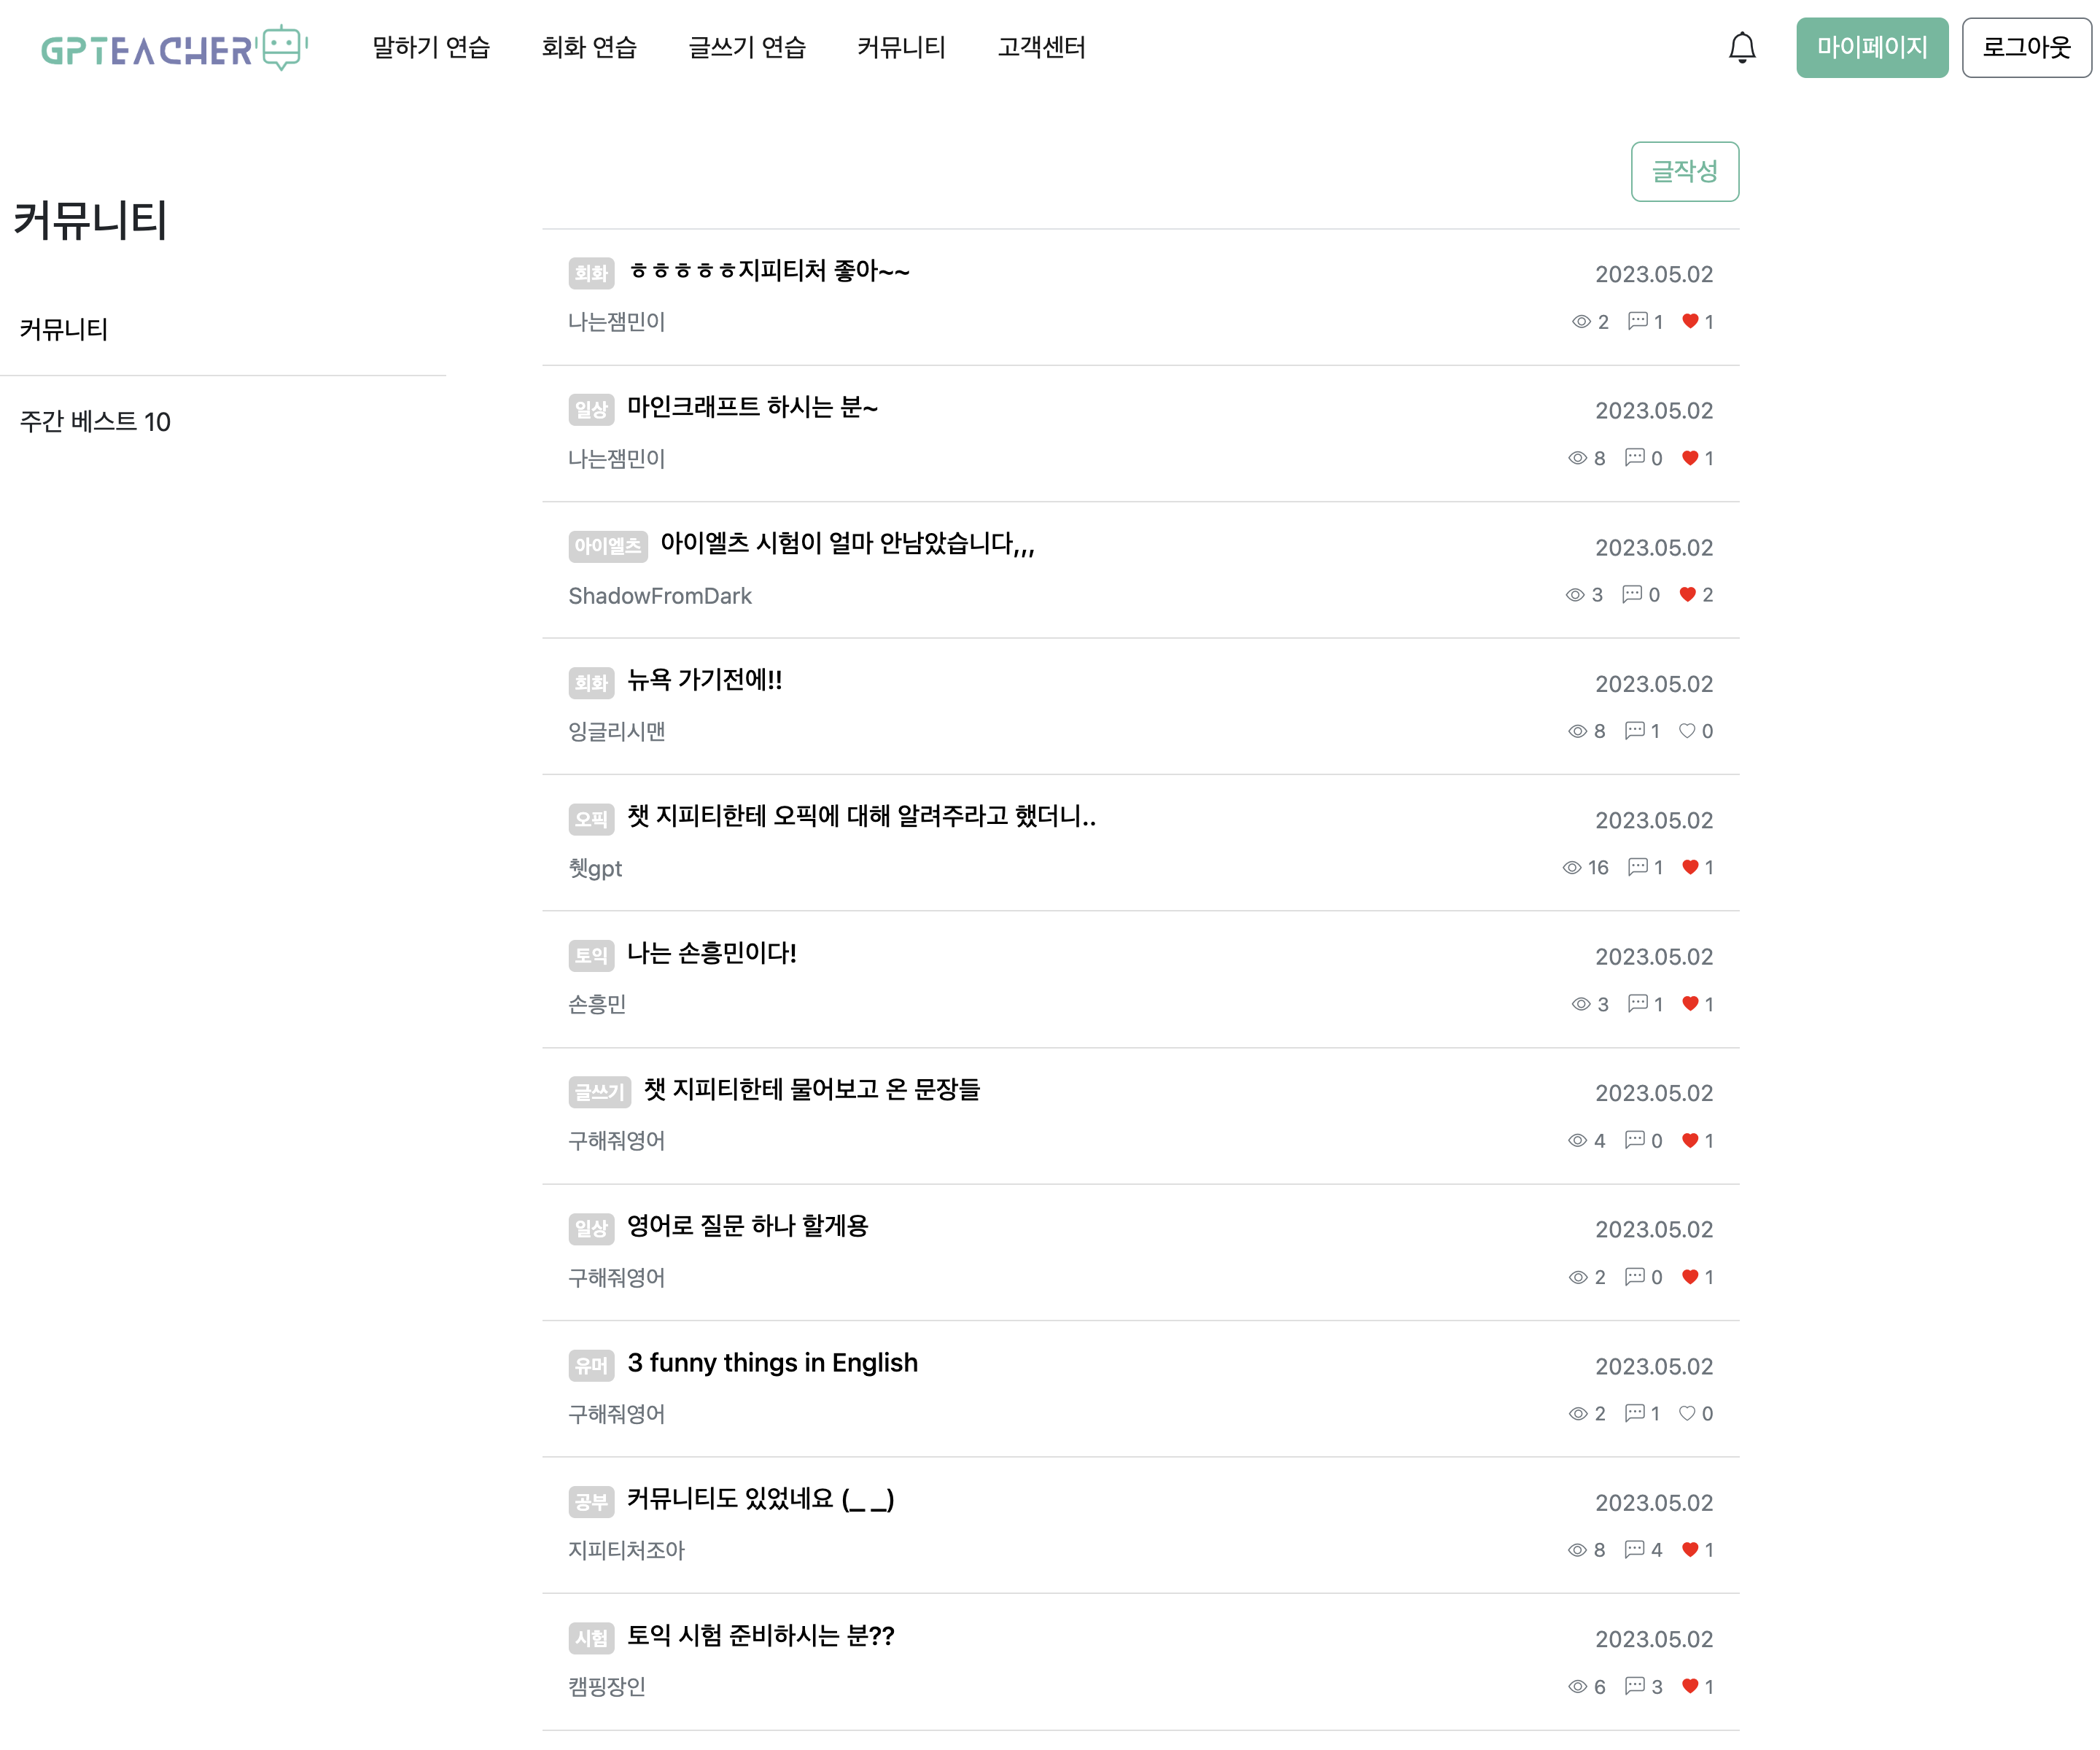 GPTEACHER
말하기 연습 회화 연습 글쓰기 연습 커뮤니티 고객센터 마이페이지 로그아웃
글작성
커뮤니티
커뮤니티
주간 베스트 10
회화 ㅎㅎㅎㅎㅎ지피티처 좋아~~ 2023.05.02
나는잼민이 2 1 1
일상 마인크래프트 하시는 분~ 2023.05.02
나는잼민이 8 0 1
아이엘츠 아이엘츠 시험이 얼마 안남았습니다,,, 2023.05.02
ShadowFromDark 3 0 2
회화 뉴욕 가기전에!! 2023.05.02
잉글리시맨 8 1 0
오픽 챗 지피티한테 오픽에 대해 알려주라고 했더니.. 2023.05.02
췟gpt 16 1 1
토익 나는 손흥민이다! 2023.05.02
손흥민 3 1 1
글쓰기 챗 지피티한테 물어보고 온 문장들 2023.05.02
구해줘영어 4 0 1
일상 영어로 질문 하나 할게용 2023.05.02
구해줘영어 2 0 1
유머 3 funny things in English 2023.05.02
구해줘영어 2 1 0
공부 커뮤니티도 있었네요 (_ _) 2023.05.02
지피티처조아 8 4 1
시험 토익 시험 준비하시는 분?? 2023.05.02
캠핑장인 6 3 1